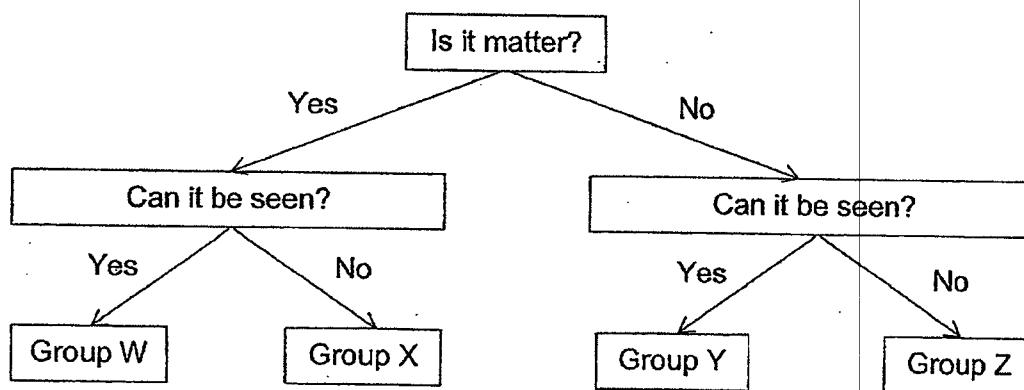 Is it matter?
Yes
No
Can it be seen?
Can it be seen?
Yes
No
Yes
No
Group W
Group X
Group Y
Group Z